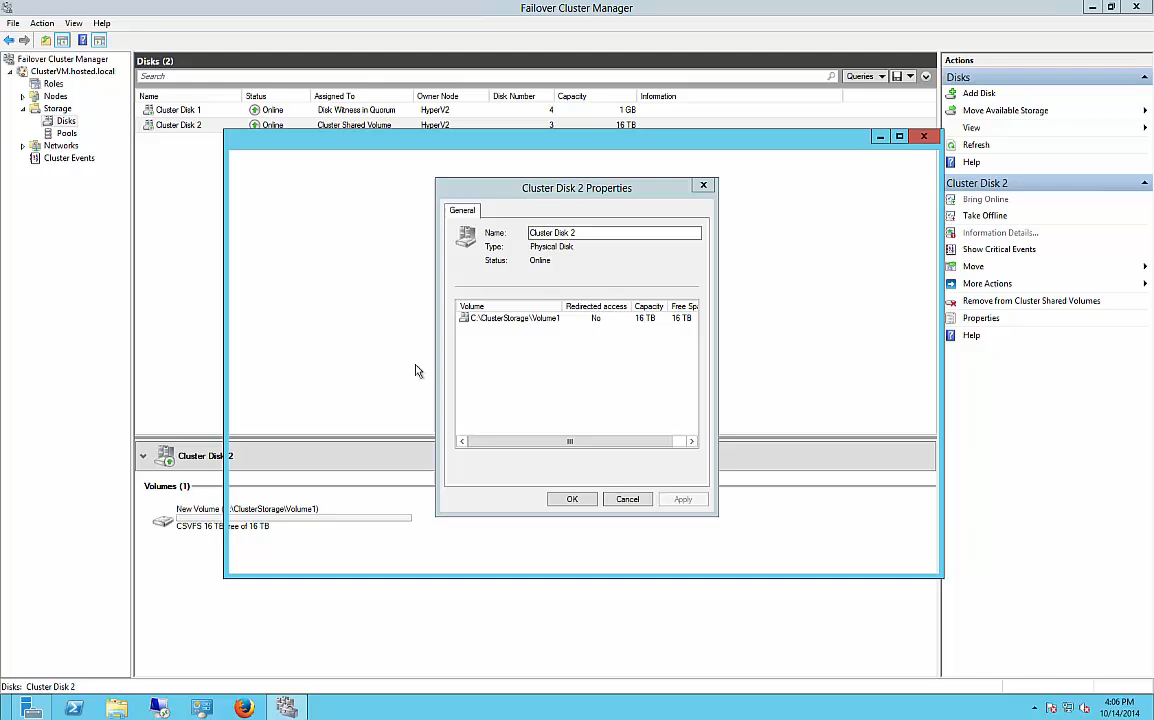 Failover Cluster Manager
File Action View Help
Failover Cluster Manager
ClusterVM.hosted.local
Roles
Nodes
Storage
Disks
Pools
Networks
Cluster Events
Disks (2)
Search
Queries
Name Status Assigned To Owner Node Disk Number Capacity Information
Cluster Disk 1 Online Disk Witness in Quorum HyperV2 4 1 GB
Cluster Disk 2 Online Cluster Shared Volume HyperV2 3 16 TB
Cluster Disk 2 Properties
General
Name: Cluster Disk 2
Type: Physical Disk
Status: Online
Volume Redirected access Capacity Free Spa
C:\ClusterStorage\Volume1 No 16 TB 16 TB
OK Cancel Apply
Cluster Disk 2
Volumes (1)
New Volume ( :\ClusterStorage\Volume1)
CSVFS 16 TB free of 16 TB
Actions
Disks
Add Disk
Move Available Storage
View
Refresh
Help
Cluster Disk 2
Bring Online
Take Offline
Information Details...
Show Critical Events
Move
More Actions
Remove from Cluster Shared Volumes
Properties
Help
Disks: Cluster Disk 2
4:06 PM
10/14/2014